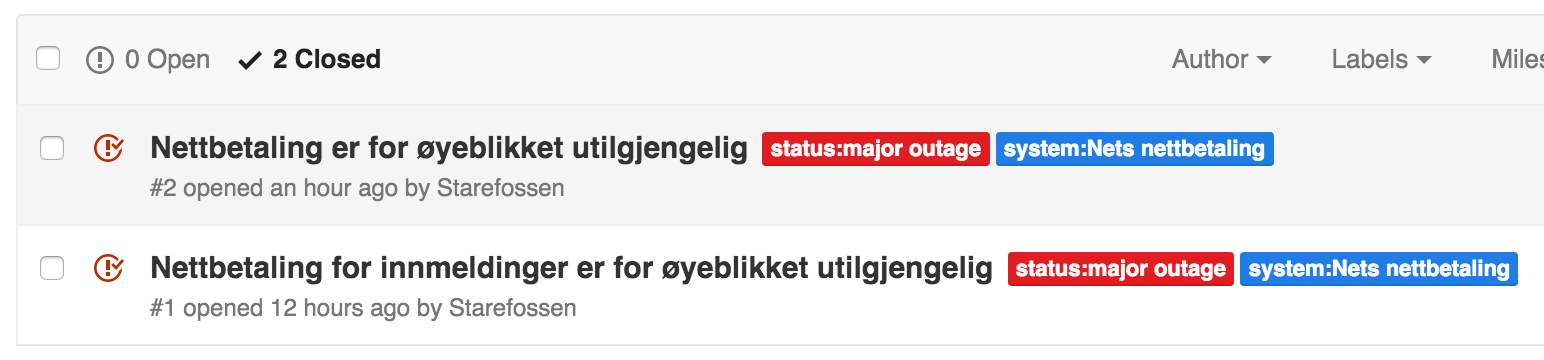 0 Open 2 Closed Author Labels Miles
Nettbetaling er for øyeblikket utilgjengelig status:major outage system:Nets nettbetaling
#2 opened an hour ago by Starefossen
Nettbetaling for innmeldinger er for øyeblikket utilgjengelig status:major outage system:Nets nettbetaling
#1 opened 12 hours ago by Starefossen